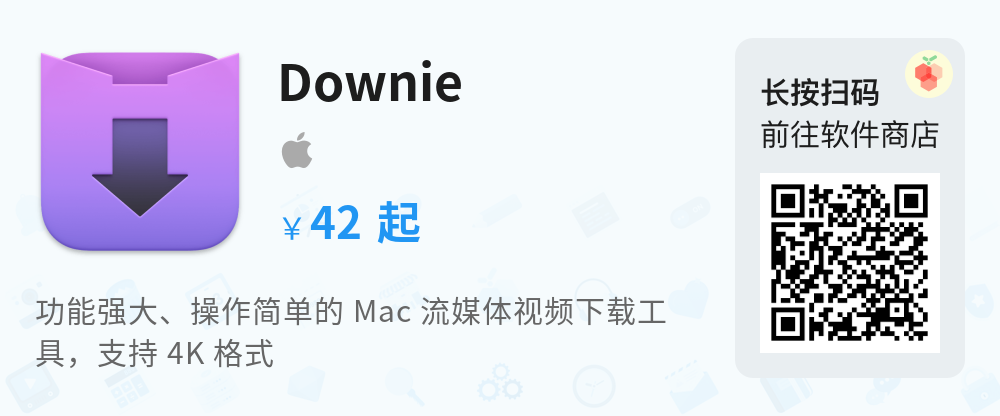 Downie
¥ 42 起
功能强大、操作简单的 Mac 流媒体视频下载工
具，支持 4K 格式
长按扫码
前往软件商店